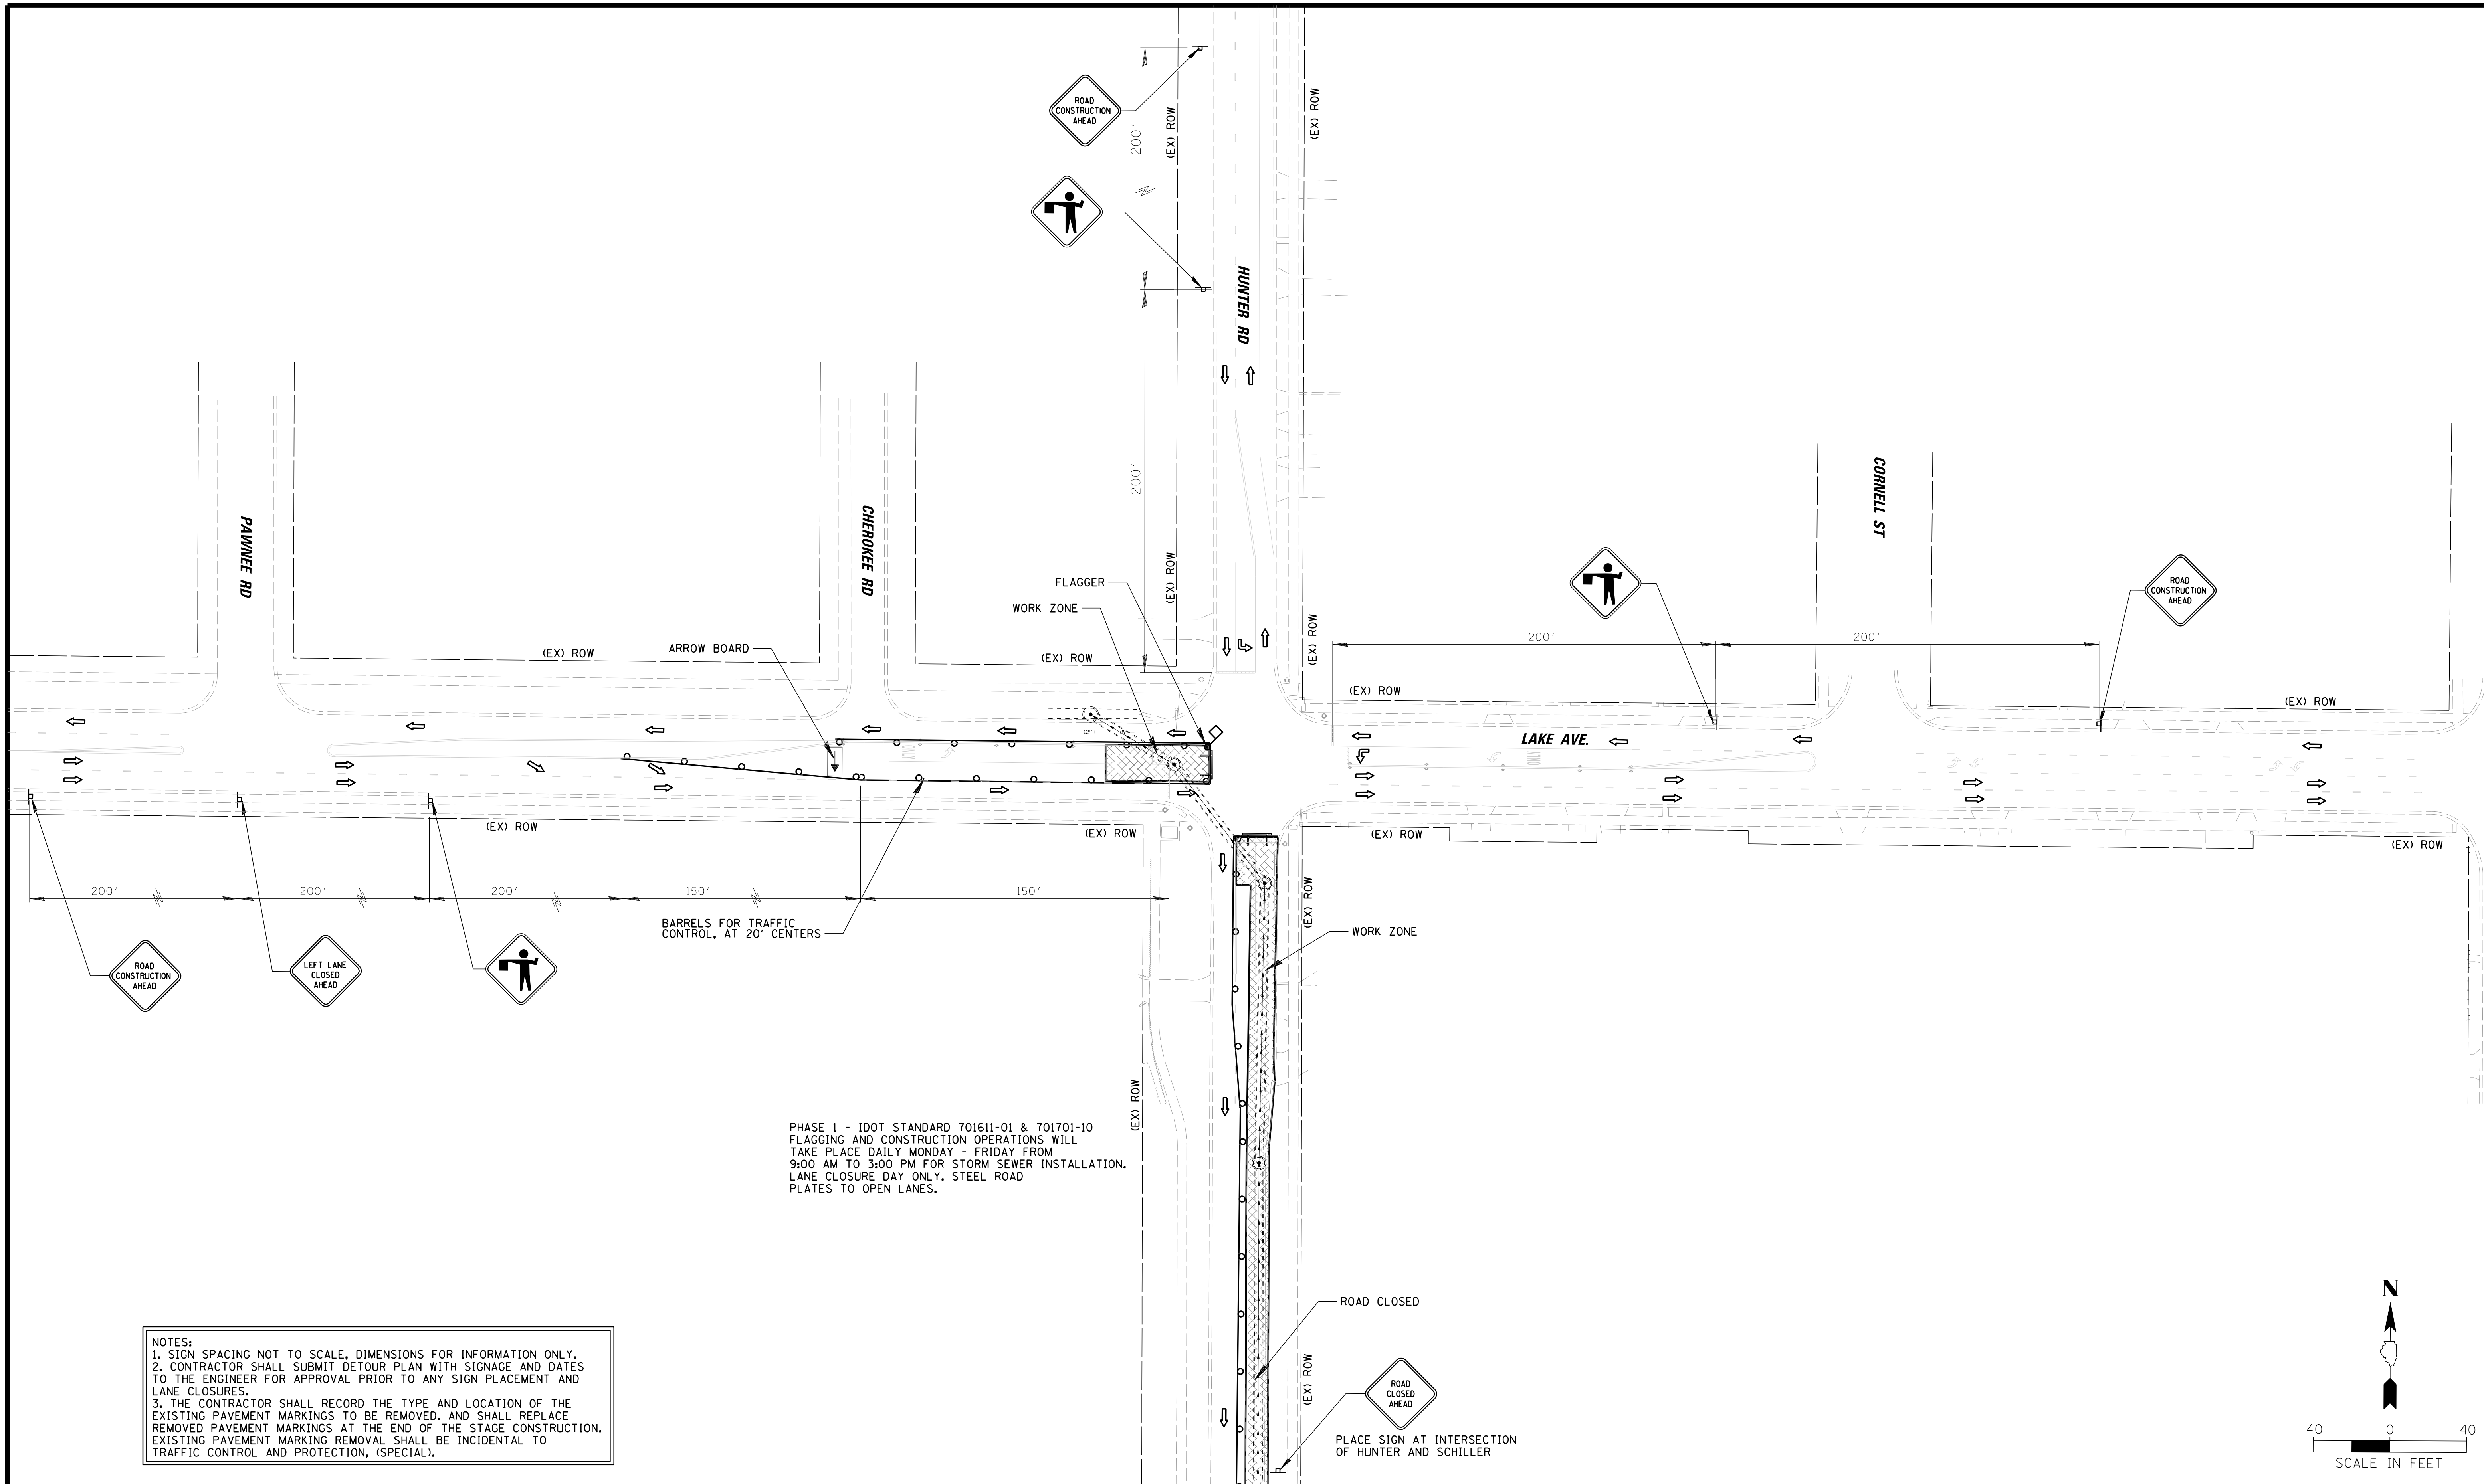 ROAD
CONSTRUCTION
AHEAD
200'
(EX) ROW
(EX) ROW
HUNTER RD
200'
(EX) ROW
PAWNEE RD
CHEROKEE RD
CORNELL ST
FLAGGER
WORK ZONE
ARROW BOARD
(EX) ROW
(EX) ROW
(EX) ROW
200'
200'
ROAD
CONSTRUCTION
AHEAD
(EX) ROW
(EX) ROW
LAKE AVE.
12'
(EX) ROW
(EX) ROW
(EX) ROW
(EX) ROW
200'
200'
200'
150'
150'
(EX) ROW
BARRELS FOR TRAFFIC
CONTROL, AT 20' CENTERS
WORK ZONE
ROAD
CONSTRUCTION
AHEAD
LEFT LANE
CLOSED
AHEAD
(EX) ROW
PHASE 1 - IDOT STANDARD 701611-01 & 701701-10
FLAGGING AND CONSTRUCTION OPERATIONS WILL
TAKE PLACE DAILY MONDAY - FRIDAY FROM
9:00 AM TO 3:00 PM FOR STORM SEWER INSTALLATION.
LANE CLOSURE DAY ONLY. STEEL ROAD
PLATES TO OPEN LANES.
ROAD CLOSED
(EX) ROW
ROAD
CLOSED
AHEAD
PLACE SIGN AT INTERSECTION
OF HUNTER AND SCHILLER
NOTES:
1. SIGN SPACING NOT TO SCALE, DIMENSIONS FOR INFORMATION ONLY.
2. CONTRACTOR SHALL SUBMIT DETOUR PLAN WITH SIGNAGE AND DATES
TO THE ENGINEER FOR APPROVAL PRIOR TO ANY SIGN PLACEMENT AND
LANE CLOSURES.
3. THE CONTRACTOR SHALL RECORD THE TYPE AND LOCATION OF THE
EXISTING PAVEMENT MARKINGS TO BE REMOVED. AND SHALL REPLACE
REMOVED PAVEMENT MARKINGS AT THE END OF THE STAGE CONSTRUCTION.
EXISTING PAVEMENT MARKING REMOVAL SHALL BE INCIDENTAL TO
TRAFFIC CONTROL AND PROTECTION, (SPECIAL).
N
40 0 40
SCALE IN FEET